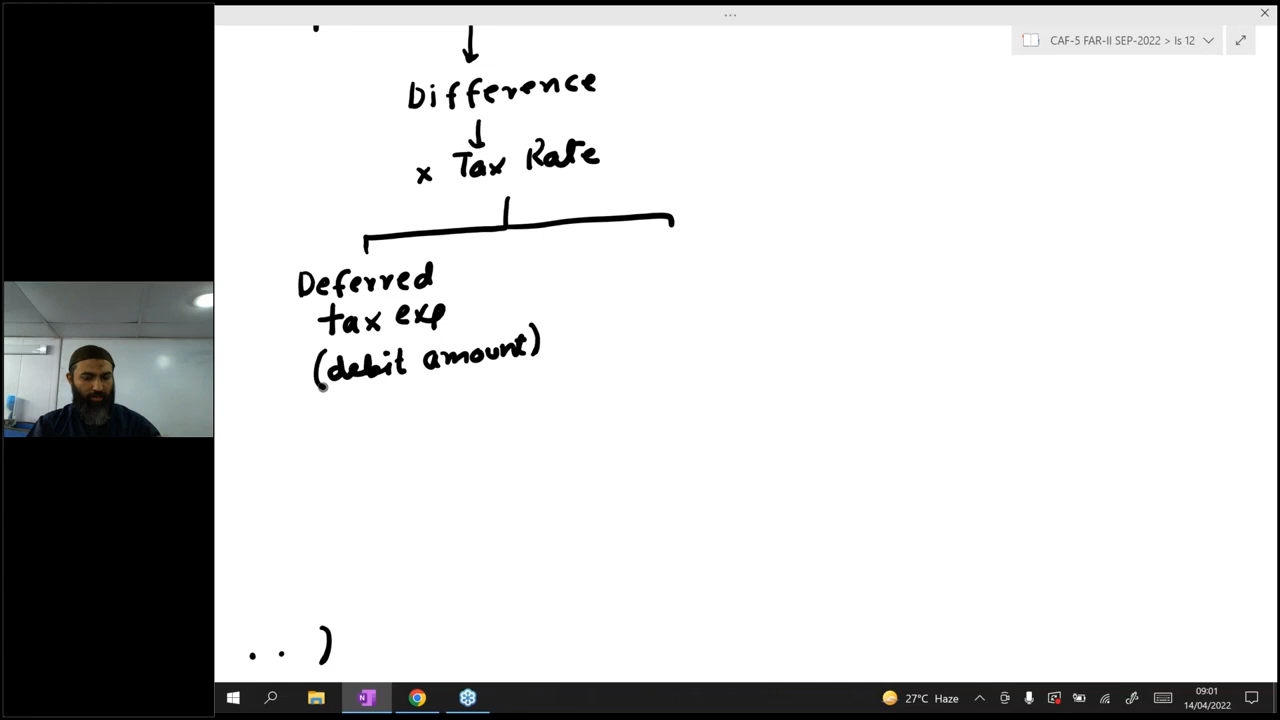 CAF-5 FAR-II SEP-2022 > Is 12
Difference
x Tax Rate
Deferred
tax exp
(debit amount)
. . )
27°C Haze
09:01
14/04/2022